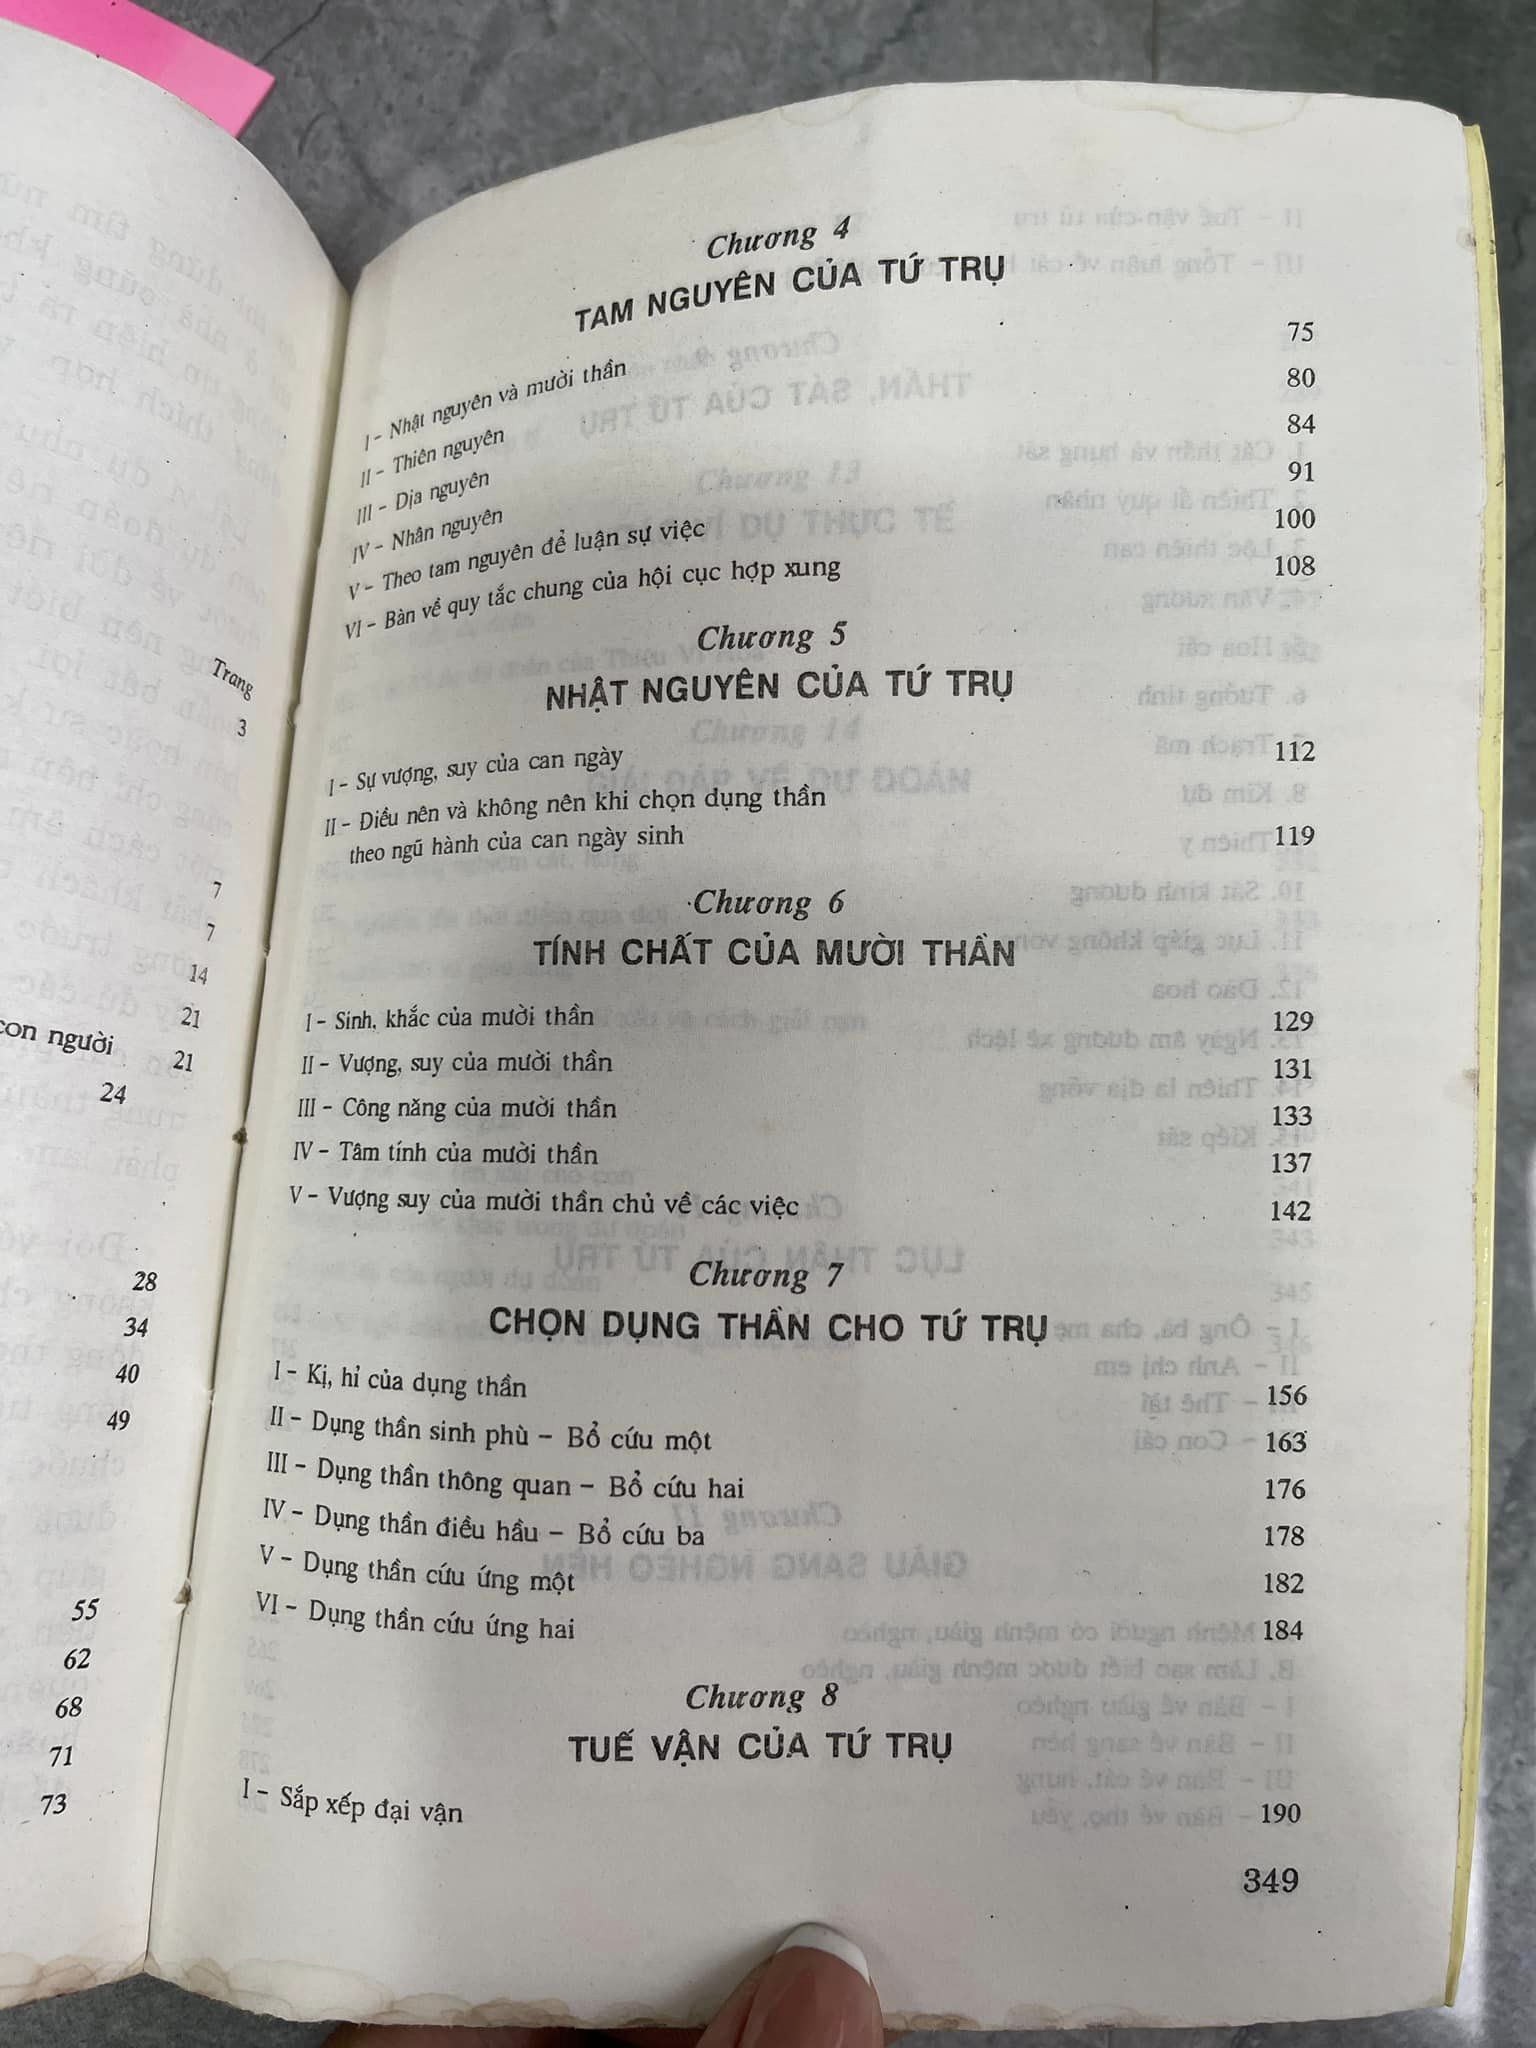 Trang
3
7
7
14
21
con người 21
24
28
34
40
49
55
62
68
71
73
Chương 4
TAM NGUYÊN CỦA TỨ TRỤ
I - Nhật nguyên và mười thần 75
II - Thiên nguyên 80
III - Địa nguyên 84
IV - Nhân nguyên 91
V - Theo tam nguyên để luận sự việc 100
VI - Bàn về quy tắc chung của hội cục hợp xung 108
Chương 5
NHẬT NGUYÊN CỦA TỨ TRỤ
I - Sự vượng, suy của can ngày 112
II - Điều nên và không nên khi chọn dụng thần
theo ngũ hành của can ngày sinh 119
Chương 6
TÍNH CHẤT CỦA MƯỜI THẦN
I - Sinh, khắc của mười thần 129
II - Vượng, suy của mười thần 131
III - Công năng của mười thần 133
IV - Tâm tính của mười thần 137
V - Vượng suy của mười thần chủ về các việc 142
Chương 7
CHỌN DỤNG THẦN CHO TỨ TRỤ
I - Kị, hỉ của dụng thần 156
II - Dụng thần sinh phù - Bổ cứu một 163
III - Dụng thần thông quan - Bổ cứu hai 176
IV - Dụng thần điều hầu - Bổ cứu ba 178
V - Dụng thần cứu ứng một 182
VI - Dụng thần cứu ứng hai 184
Chương 8
TUẾ VẬN CỦA TỨ TRỤ
I - Sắp xếp đại vận 190
349